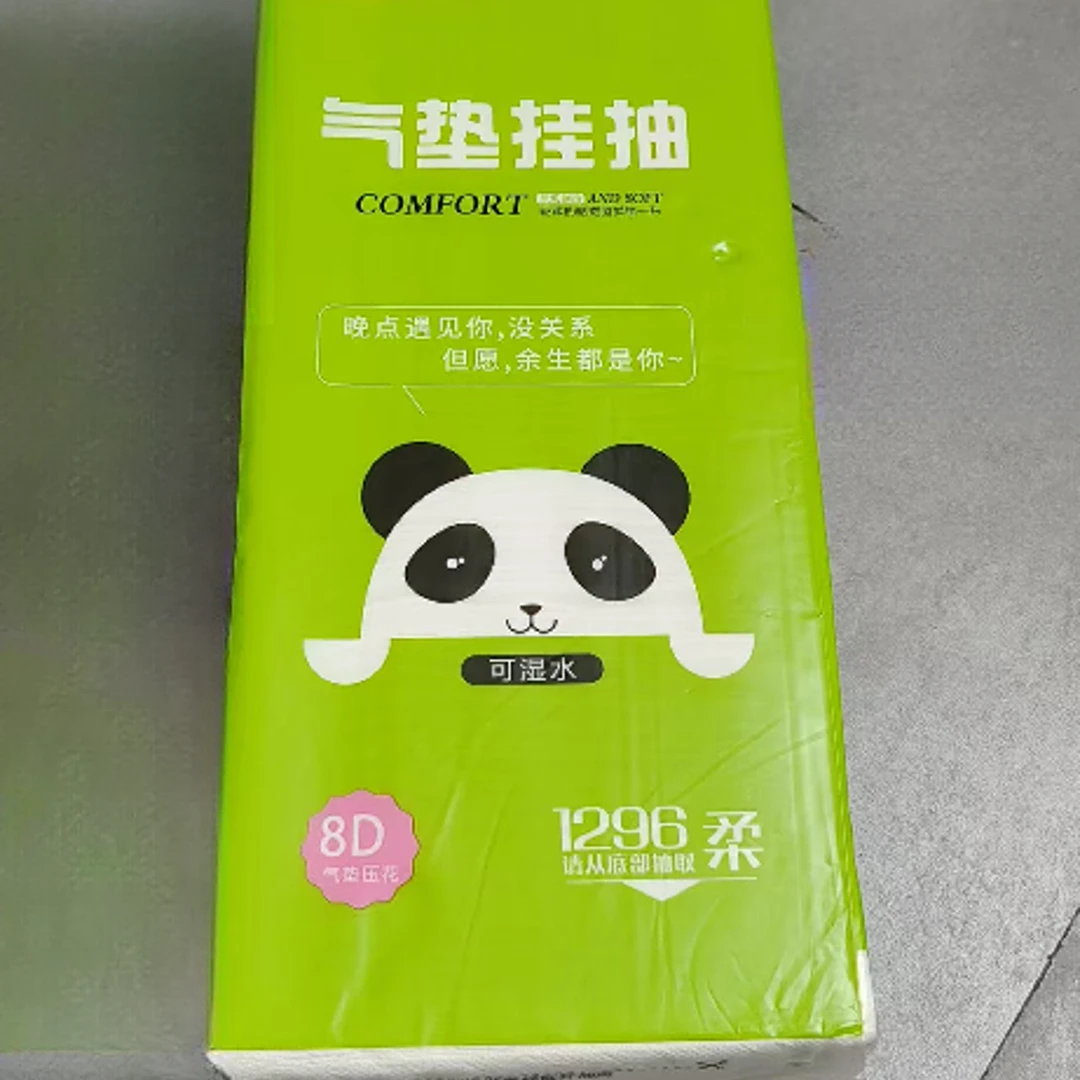 气垫挂抽
COMFORT AND SOFT
晚点遇见你,没关系
但愿,余生都是你~
可湿水
8D
气垫压花
1296 柔
请从底部抽取